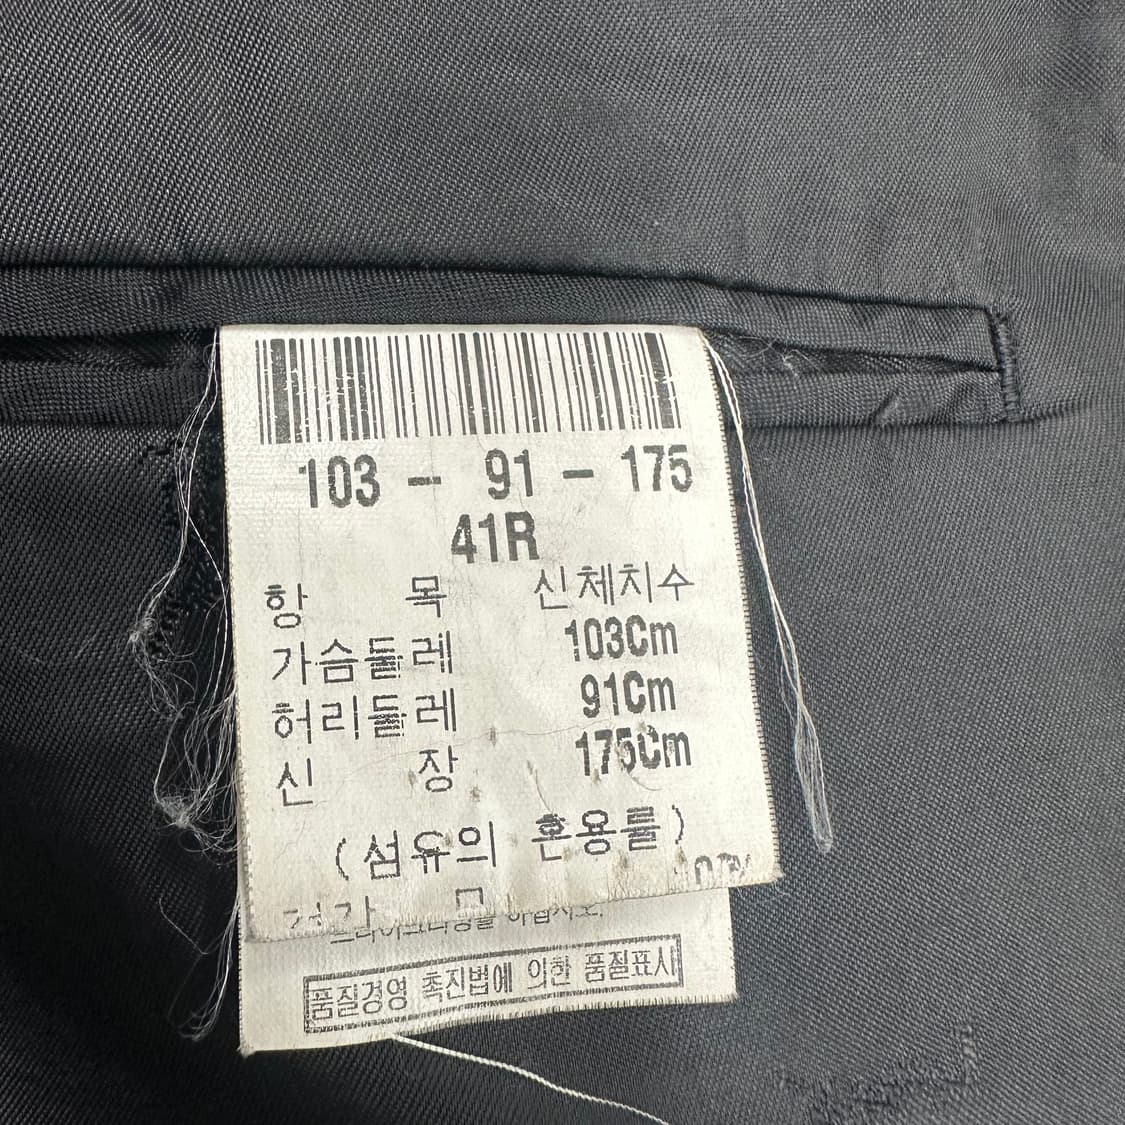 103 - 91 - 175
41R
항 목 신체치수
가슴둘레 103Cm
허리둘레 91Cm
신 장 175Cm
(섬유의 혼용률)
품질경영 촉진법에 의한 품질표시